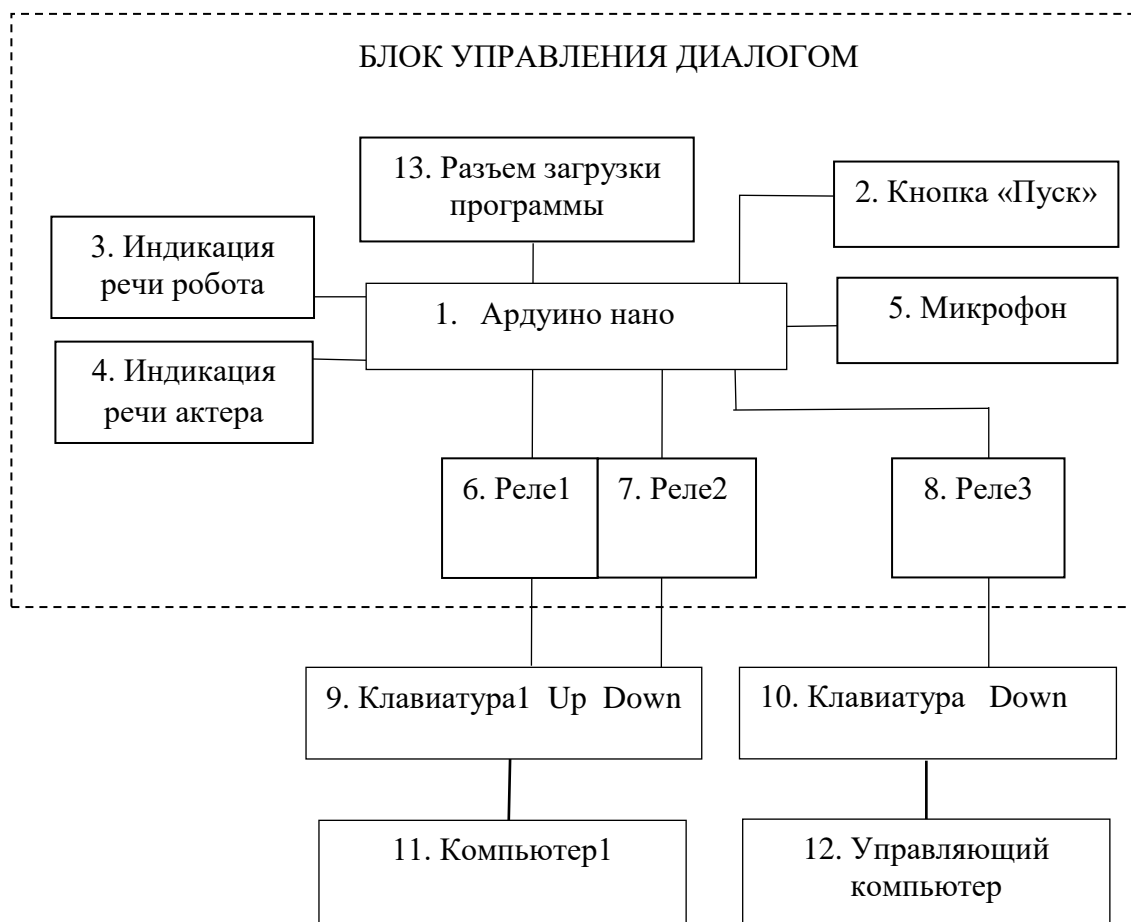 БЛОК УПРАВЛЕНИЯ ДИАЛОГОМ
13. Разъем загрузки
программы
2. Кнопка «Пуск»
3. Индикация
речи робота
1. Ардуино нано
5. Микрофон
4. Индикация
речи актера
6. Реле1
7. Реле2
8. Реле3
9. Клавиатура1 Up Down
10. Клавиатура Down
11. Компьютер1
12. Управляющий
компьютер